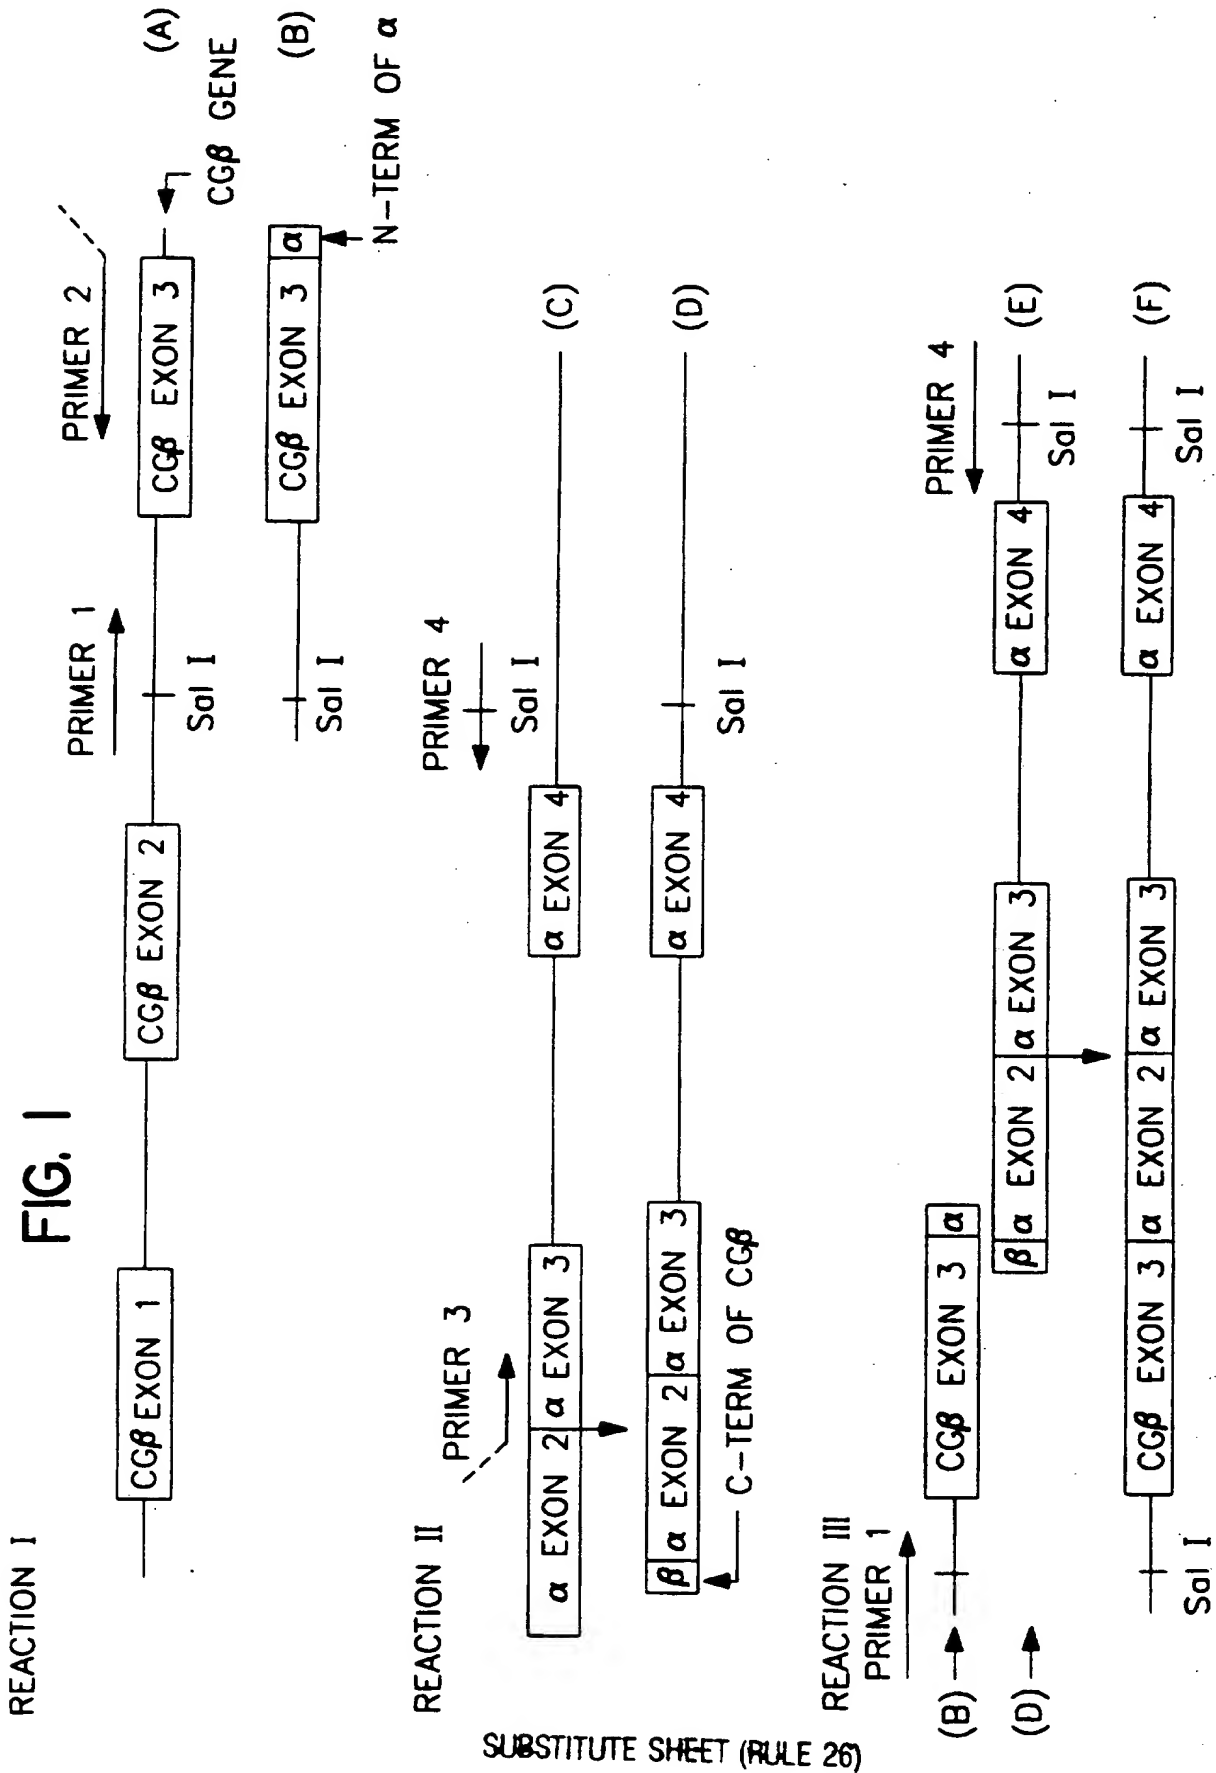 FIG. 1
REACTION I
PRIMER 1
PRIMER 2
CGβ EXON 1
CGβ EXON 2
CGβ EXON 3
(A)
Sal I
CGβ GENE
CGβ EXON 3
α
(B)
Sal I
N-TERM OF α
REACTION II
PRIMER 3
PRIMER 4
Sal I
α EXON 2
α EXON 3
α EXON 4
(C)
β
α EXON 2
α EXON 3
α EXON 4
(D)
Sal I
C-TERM OF CGβ
REACTION III
PRIMER 1
PRIMER 4
(B)
CGβ EXON 3
α
(D)
β
α EXON 2
α EXON 3
α EXON 4
(E)
Sal I
CGβ EXON 3
α EXON 2
α EXON 3
α EXON 4
(F)
Sal I
Sal I
SUBSTITUTE SHEET (RULE 26)